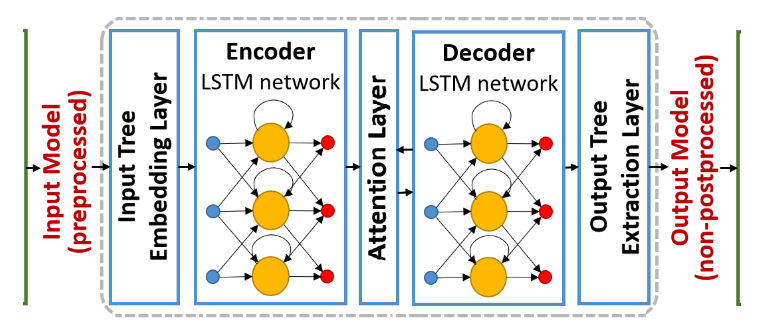 Input Model
(preprocessed)
Input Tree
Embedding Layer
Encoder
LSTM network
Attention Layer
Decoder
LSTM network
Output Tree
Extraction Layer
Output Model
(non-postprocessed)